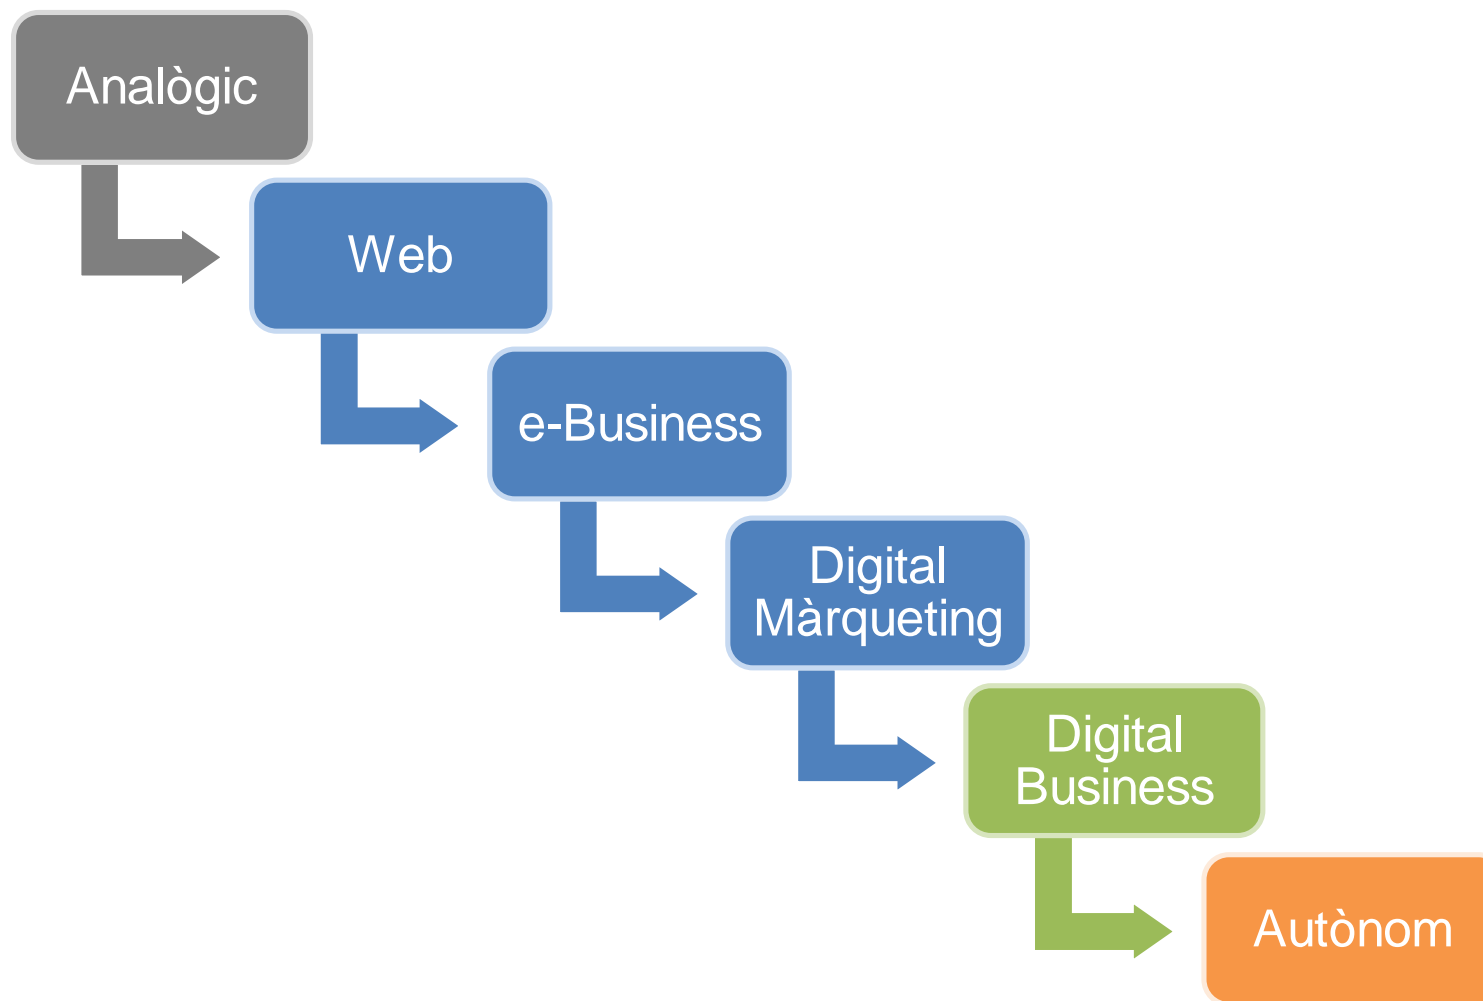 Analògic
Web
e-Business
Digital
Màrqueting
Digital
Business
Autònom